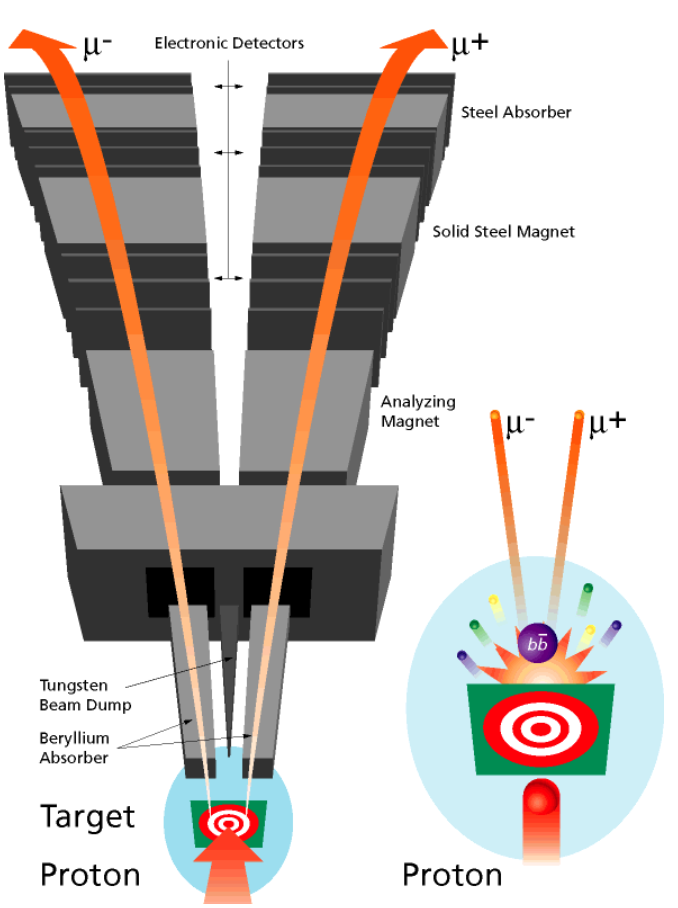 μ-
Electronic Detectors
μ+
Steel Absorber
Solid Steel Magnet
Analyzing
Magnet
μ-
μ+
bb̅
Tungsten
Beam Dump
Beryllium
Absorber
Target
Proton
Proton